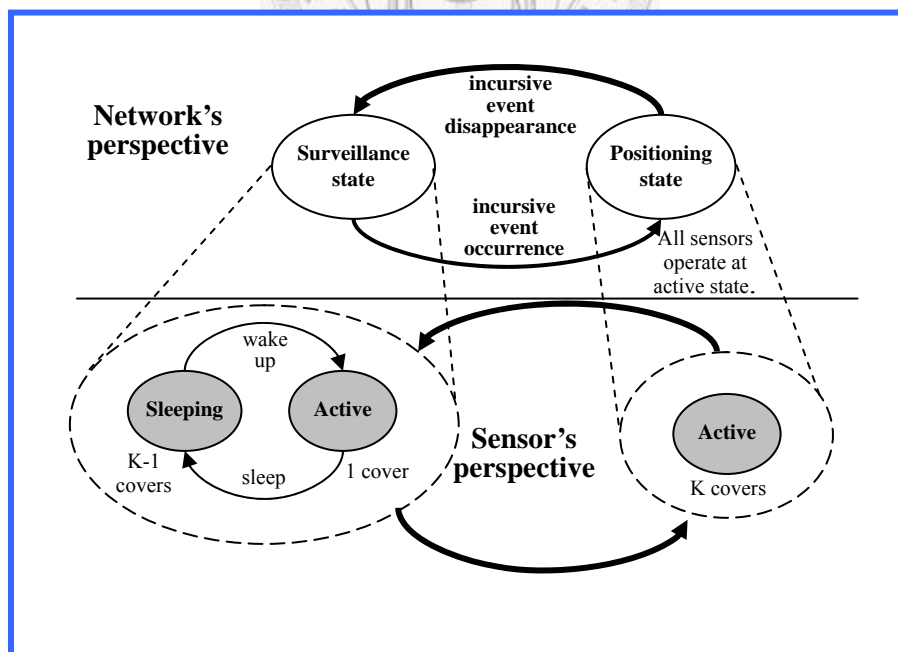 Network's
perspective
incursive
event
disappearance
Surveillance
state
Positioning
state
incursive
event
occurrence
All sensors
operate at
active state.
wake
up
Sleeping
Active
K-1
covers
sleep
1 cover
Sensor's
perspective
Active
K covers